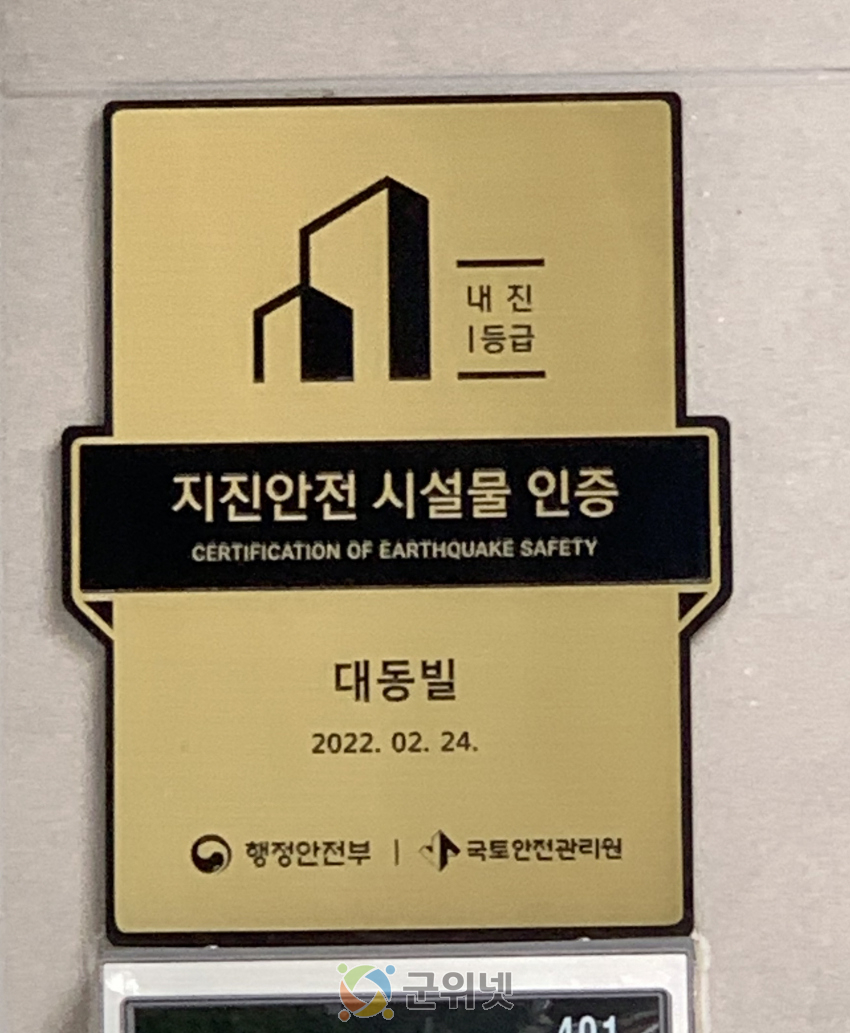 내 진
I등급
지진안전 시설물 인증
CERTIFICATION OF EARTHQUAKE SAFETY
대동빌
2022. 02. 24.
행정안전부 | 국토안전관리원
군위넷
401